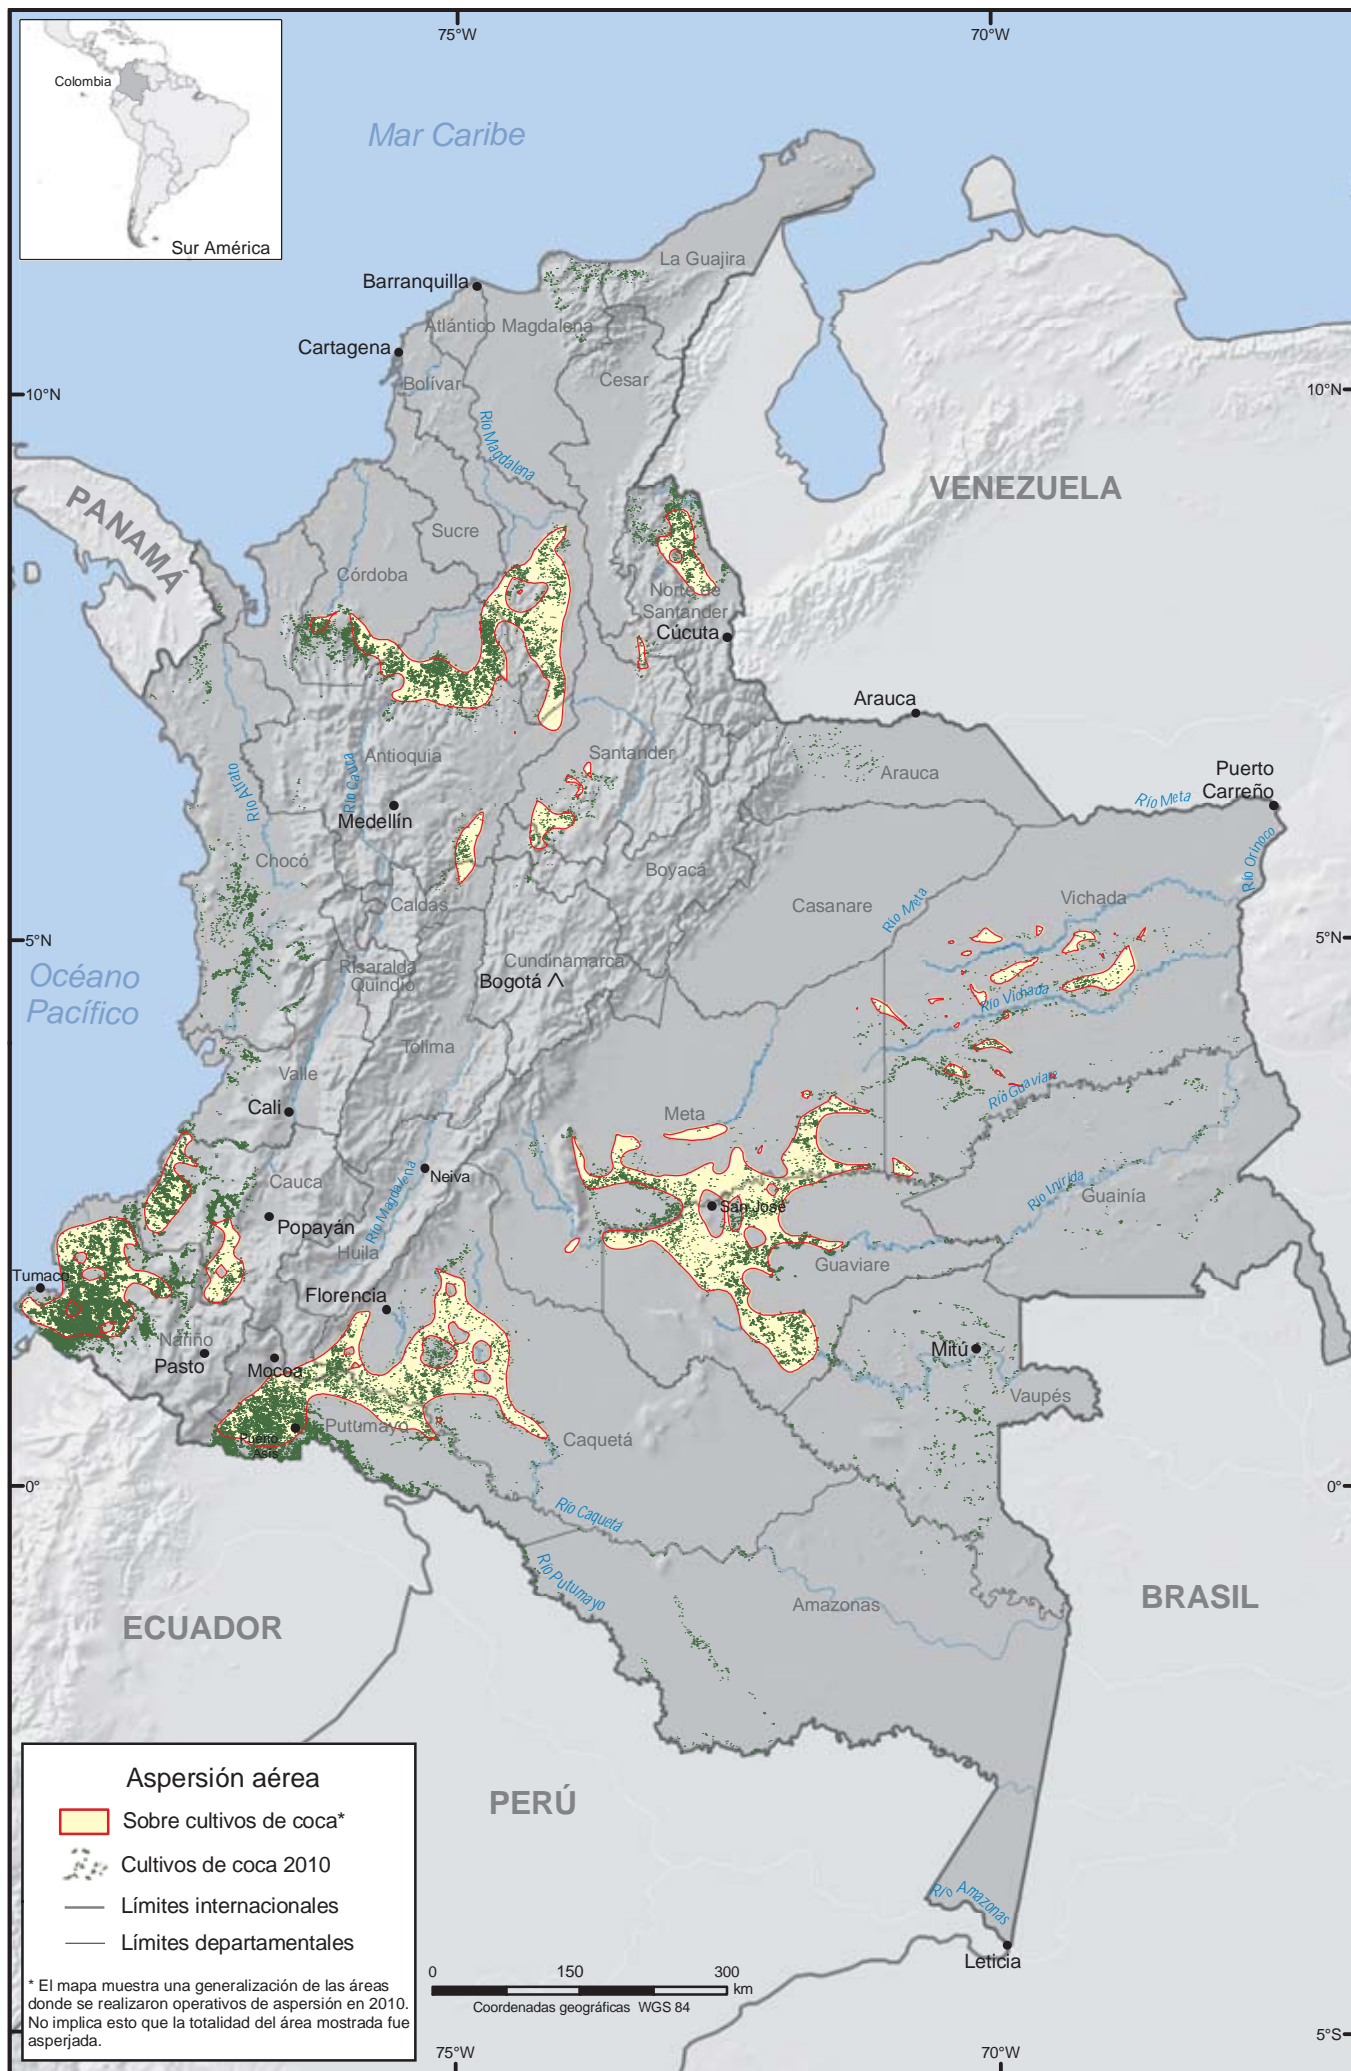 75°W
70°W
Colombia
Sur América
Mar Caribe
La Guajira
Barranquilla
Atlántico
Magdalena
Cartagena
Bolívar
Cesar
10°N
10°N
Río Magdalena
VENEZUELA
PANAMÁ
Sucre
Córdoba
Norte de
Santander
Cúcuta
Arauca
Santander
Antioquia
Arauca
Puerto
Carreño
Río Meta
Río Atrato
Río Cauca
Medellín
Río Orinoco
Chocó
Boyacá
Caldas
Casanare
Río Meta
Vichada
5°N
5°N
Océano
Pacífico
Risaralda
Quindío
Cundinamarca
Bogotá
Río Vichada
Tolima
Valle
Río Guaviare
Cali
Meta
Neiva
Cauca
Río Magdalena
Río Inírida
Guainía
San José
Popayán
Huila
Guaviare
Tumaco
Florencia
Nariño
Pasto
Mocoa
Mitú
Vaupés
Putumayo
Puerto
Asís
Caquetá
0°
0°
Río Caquetá
Río Putumayo
Amazonas
ECUADOR
BRASIL
PERÚ
Aspersión aérea
Sobre cultivos de coca*
Cultivos de coca 2010
Límites internacionales
Límites departamentales
* El mapa muestra una generalización de las áreas
donde se realizaron operativos de aspersión en 2010.
No implica esto que la totalidad del área mostrada fue
asperjada.
Río Amazonas
Leticia
0 150 300
km
Coordenadas geográficas WGS 84
5°S
75°W
70°W